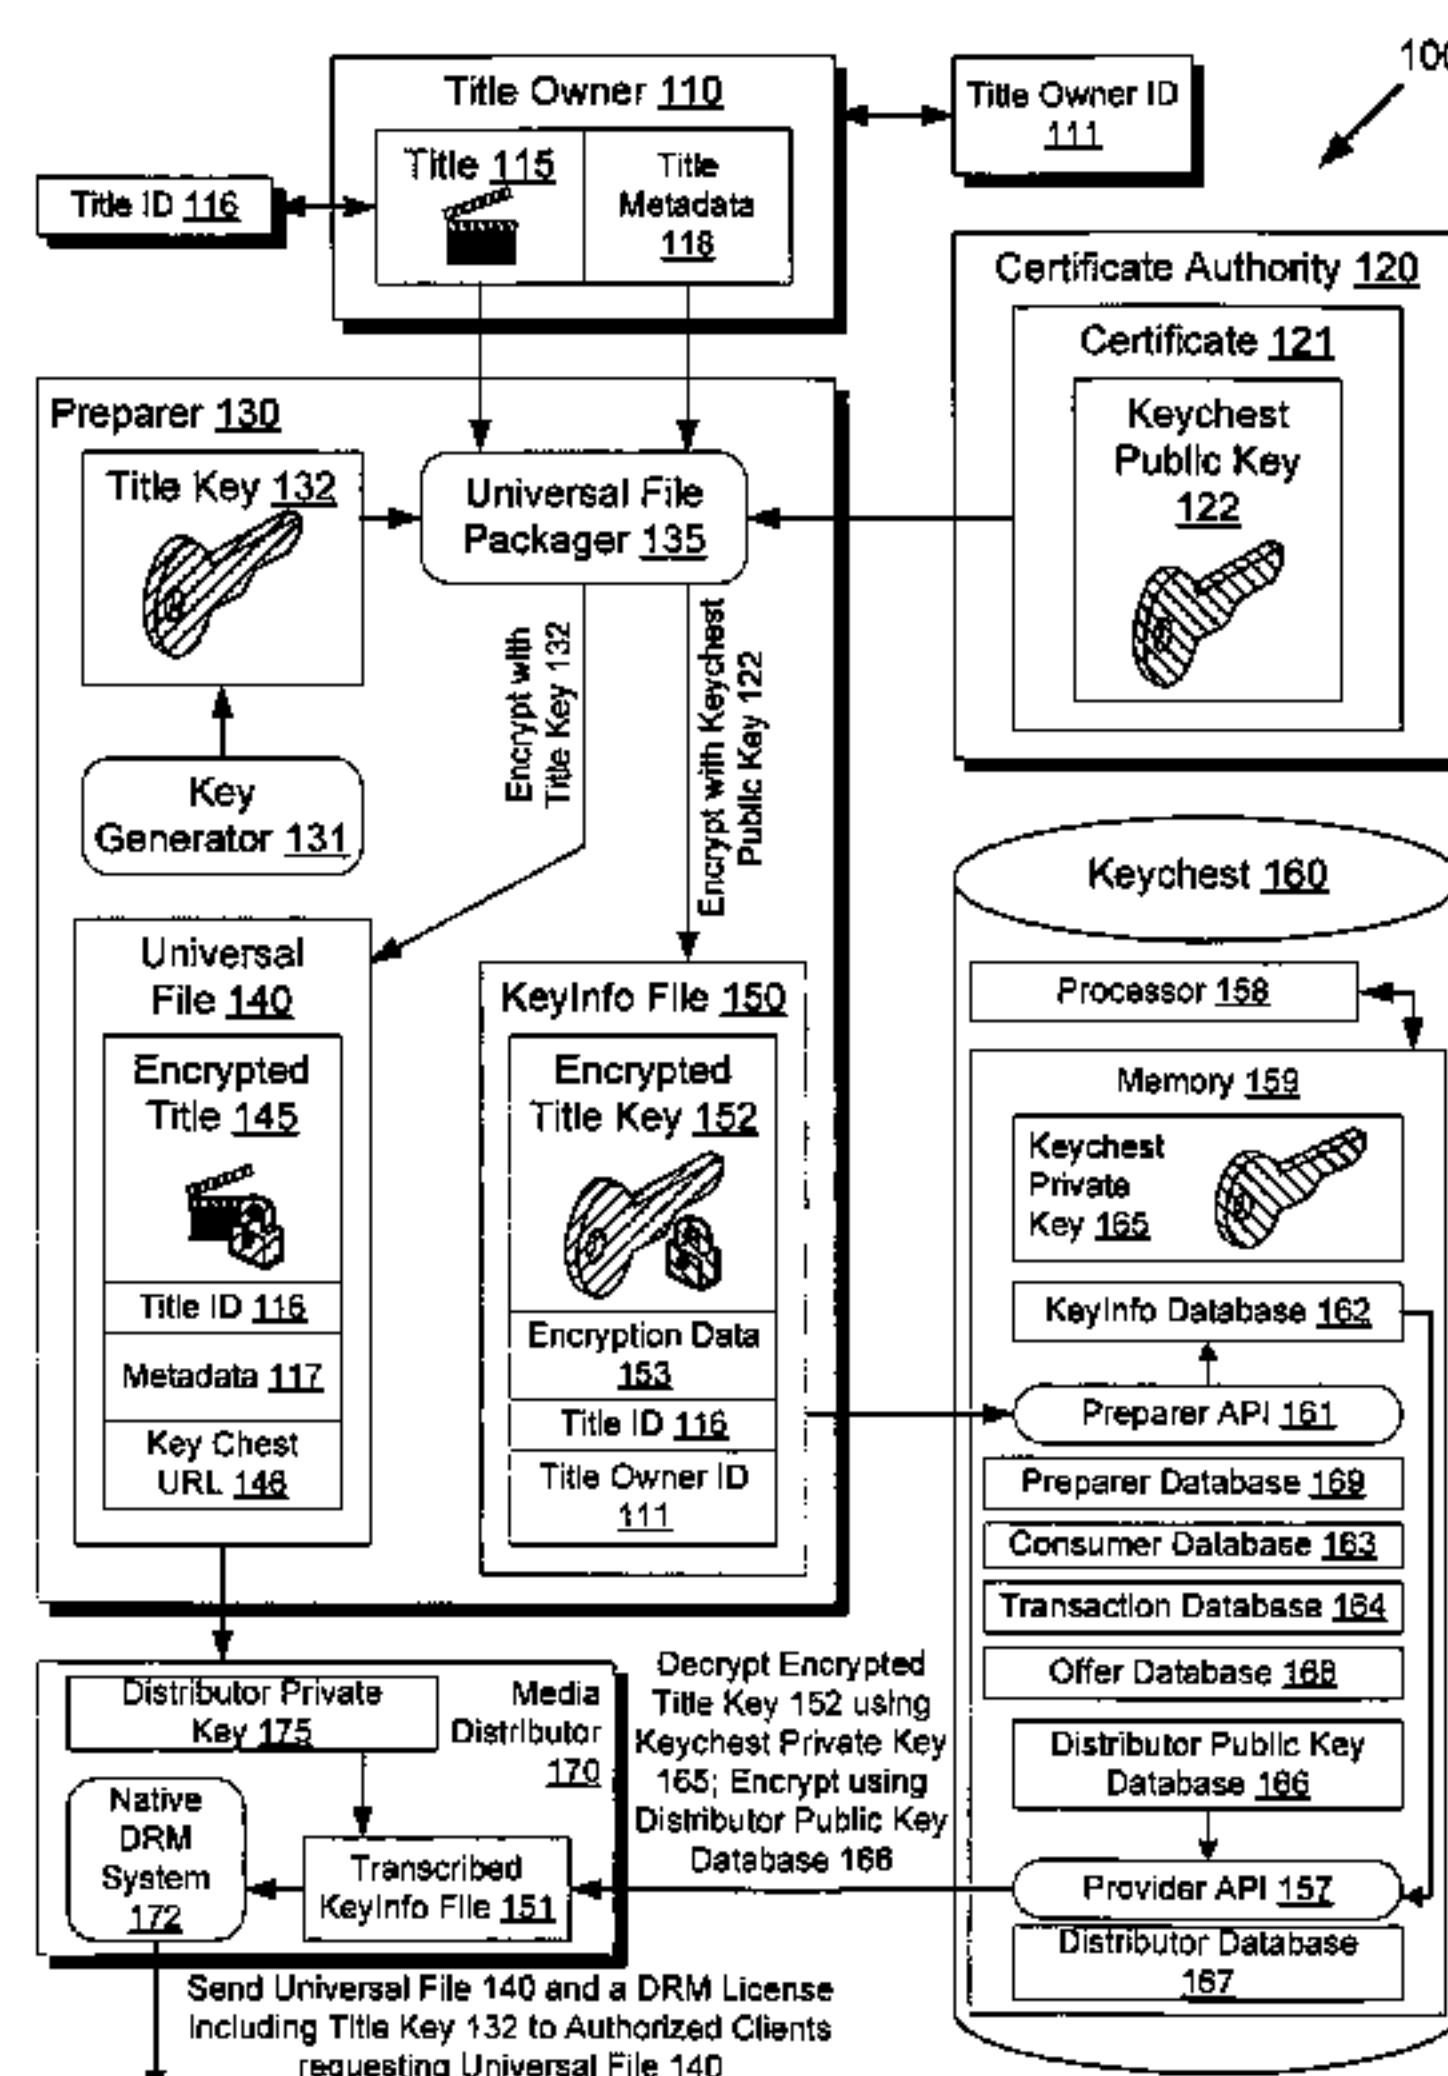 100
Title Owner 110
Title Owner ID
111
Title 115
Title
Metadata
118
Title ID 116
Certificate Authority 120
Certificate 121
Keychest
Public Key
122
Preparer 130
Title Key 132
Universal File
Packager 135
Encrypt with
Title Key 132
Encrypt with Keychest
Public Key 122
Key
Generator 131
Keychest 160
Universal
File 140
Encrypted
Title 145
Title ID 116
Metadada 117
Key Chest
URL 146
KeyInfo File 150
Encrypted
Title Key 152
Encryption Data
153
Title ID 116
Title Owner ID
111
Processor 158
Memory 159
Keychest
Private
Key 165
KeyInfo Database 162
Preparer API 161
Preparer Database 169
Consumer Database 163
Transaction Database 164
Offer Database 168
Distributor Public Key
Database 166
Provider API 157
Distributor Database
167
Distributor Private
Key 175
Media
Distributor
170
Native
DRM
System
172
Transcribed
KeyInfo File 151
Decrypt Encrypted
Title Key 152 using
Keychest Private Key
165; Encrypt using
Distributor Public Key
Database 166
Send Universal File 140 and a DRM License
including Title Key 132 to Authorized Clients
requesting Universal File 140